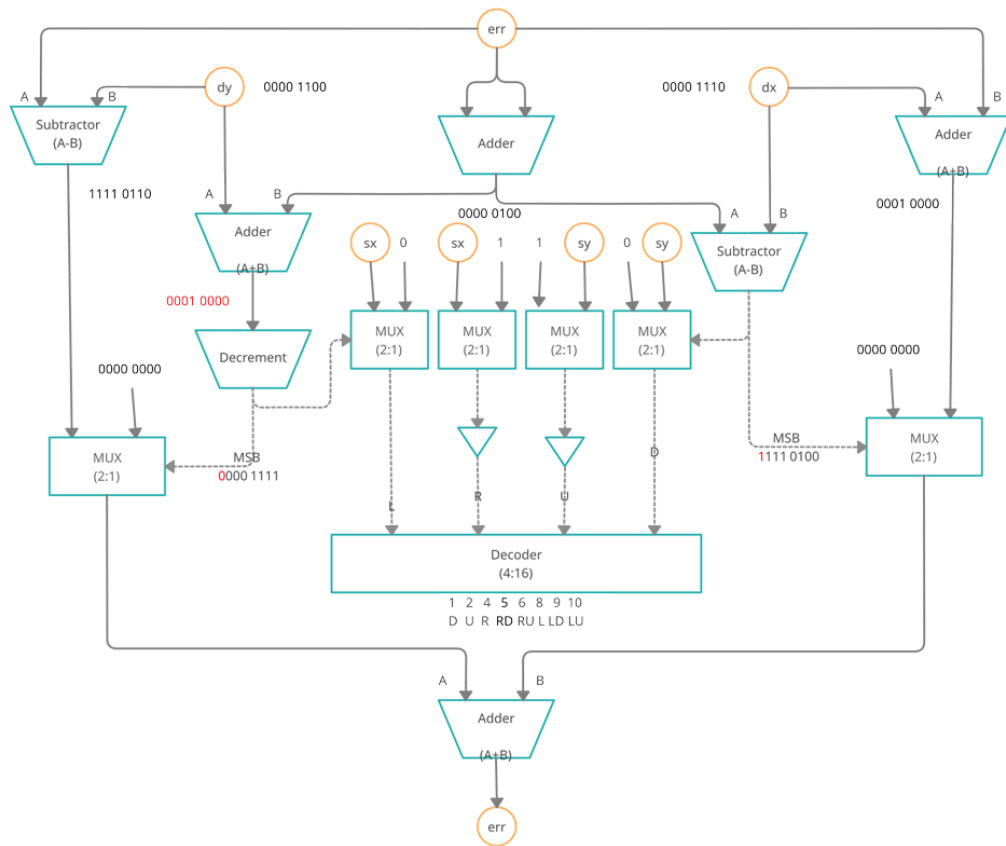 err
dy
0000 1100
0000 1110
dx
A
B
A
B
Subtractor
(A-B)
Adder
Adder
(A+B)
1111 0110
A
B
0000 0100
A
B
0001 0000
Adder
(A+B)
sx
0
sx
1
1
sy
0
sy
Subtractor
(A-B)
0001 0000
MUX
(2:1)
MUX
(2:1)
MUX
(2:1)
MUX
(2:1)
Decrement
0000 0000
0000 0000
MUX
(2:1)
MSB
0000 1111
MSB
1111 0100
MUX
(2:1)
D
L
R
U
Decoder
(4:16)
1 2 4 5 6 8 9 10
D U R RD RU L LD LU
A
B
Adder
(A+B)
err